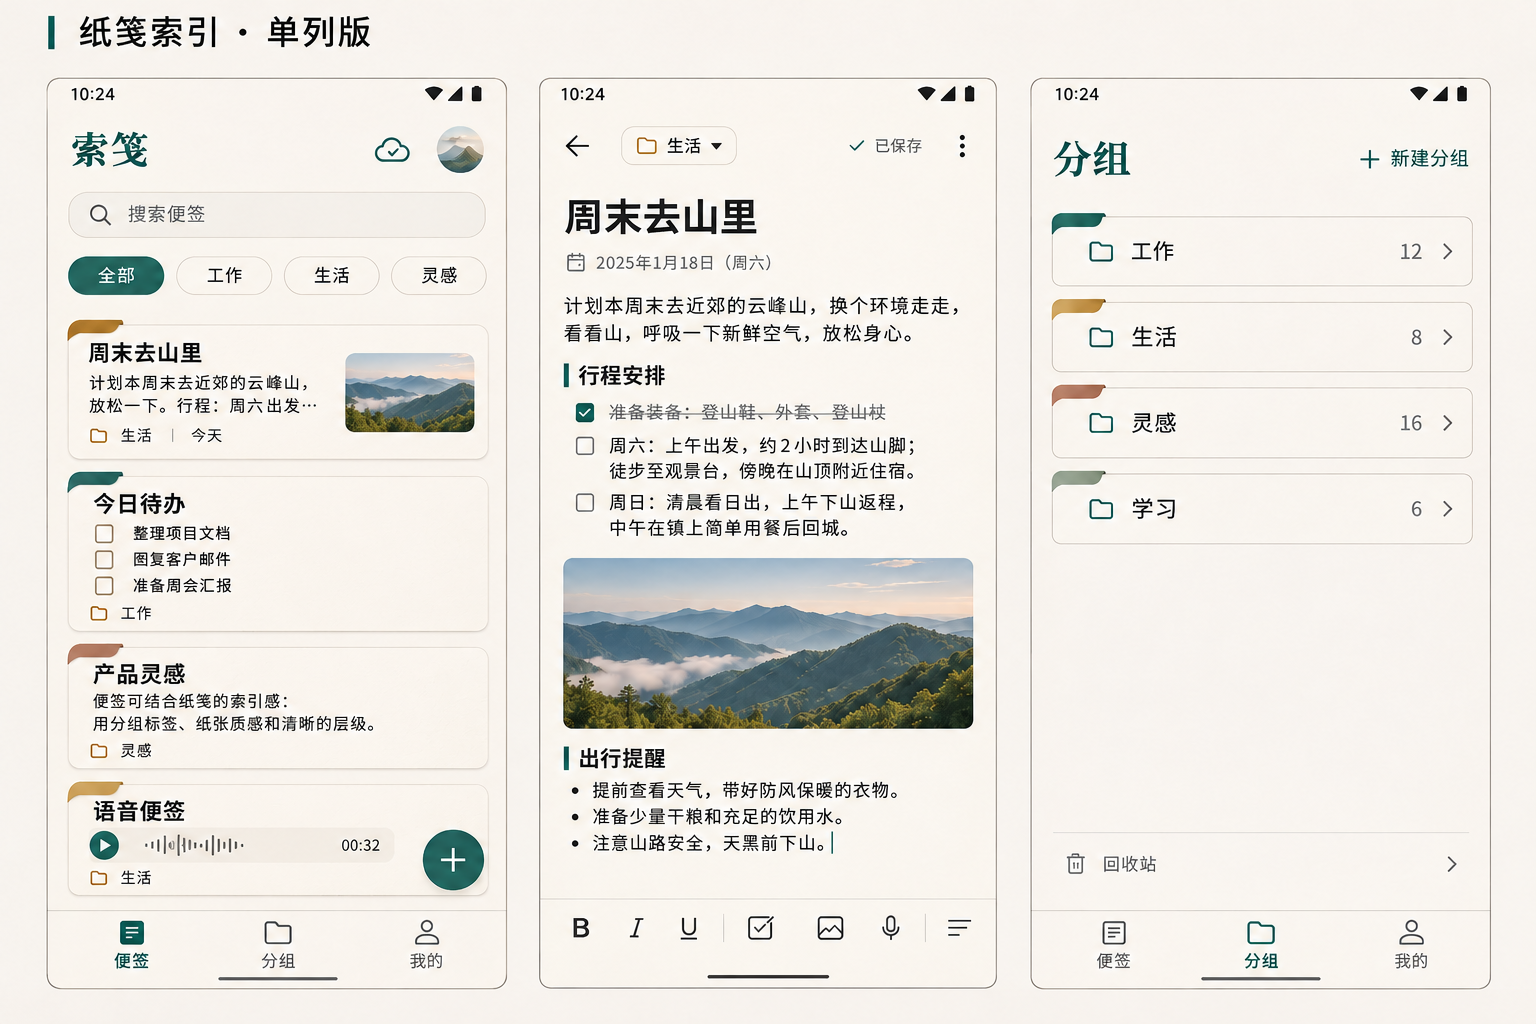 纸笺索引 · 单列版
10:24
索笺
搜索便签
全部 工作 生活 灵感
周末去山里
计划本周末去近郊的云峰山，
放松一下。行程：周六出发…
生活 | 今天
今日待办
整理项目文档
图复客户邮件
准备周会汇报
工作
产品灵感
便签可结合纸笺的索引感：
用分组标签、纸张质感和清晰的层级。
灵感
语音便签
00:32
生活
便签 分组 我的
10:24
生活
已保存
周末去山里
2025年1月18日（周六）
计划本周末去近郊的云峰山，换个环境走走，
看看山，呼吸一下新鲜空气，放松身心。
行程安排
准备装备：登山鞋、外套、登山杖
周六：上午出发，约2小时到达山脚；
徒步至观景台，傍晚在山顶附近住宿。
周日：清晨看日出，上午下山返程，
中午在镇上简单用餐后回城。
出行提醒
• 提前查看天气，带好防风保暖的衣物。
• 准备少量干粮和充足的饮用水。
• 注意山路安全，天黑前下山。
B I U
10:24
分组
+ 新建分组
工作 12
生活 8
灵感 16
学习 6
回收站
便签 分组 我的